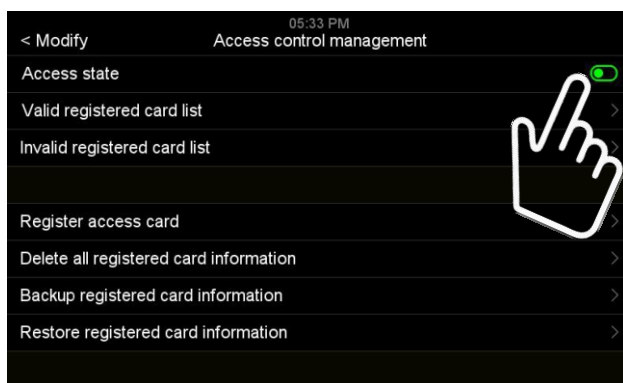 05:33 PM
< Modify Access control management
Access state
Valid registered card list >
Invalid registered card list >
Register access card >
Delete all registered card information >
Backup registered card information >
Restore registered card information >